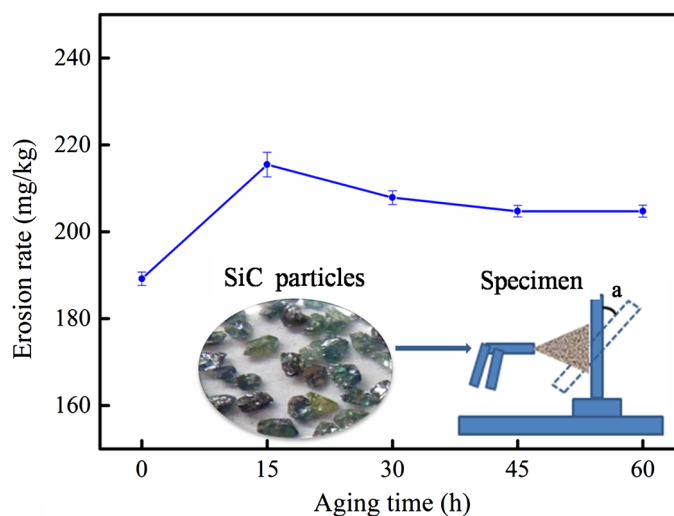 240
220
200
180
160
Erosion rate (mg/kg)
SiC particles
Specimen
a
0 15 30 45 60
Aging time (h)